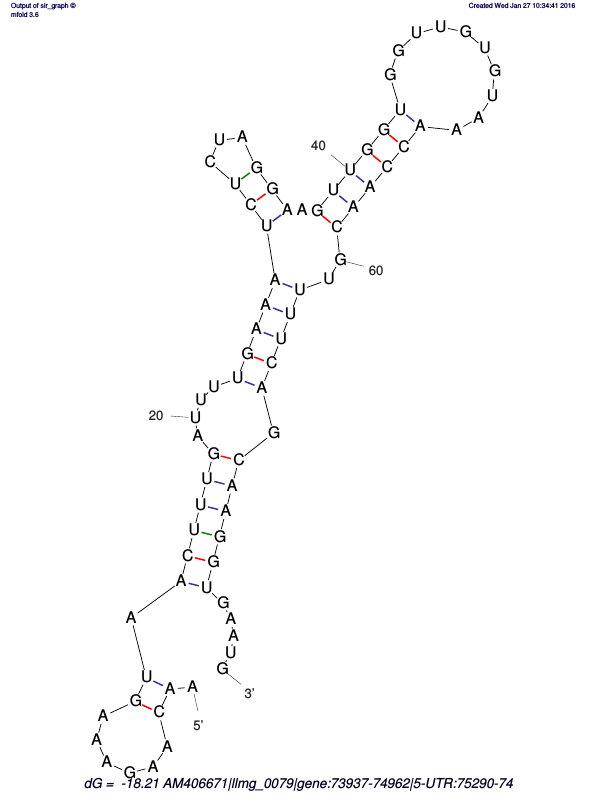 Output of sir_graph ©
mfold 3.6
Created Wed Jan 27 10:34:41 2016
5'
A A C A A G A A A G U A A C U U U G A U
20
U U U G A A A U C U C U A G G A A G U U
40
G G U G G U U G U G U A A A C C A A C G
60
U U U U C A G C A A G G U G A A U G
3'
dG = -18.21 AM406671|llmg_0079|gene:73937-74962|5-UTR:75290-74